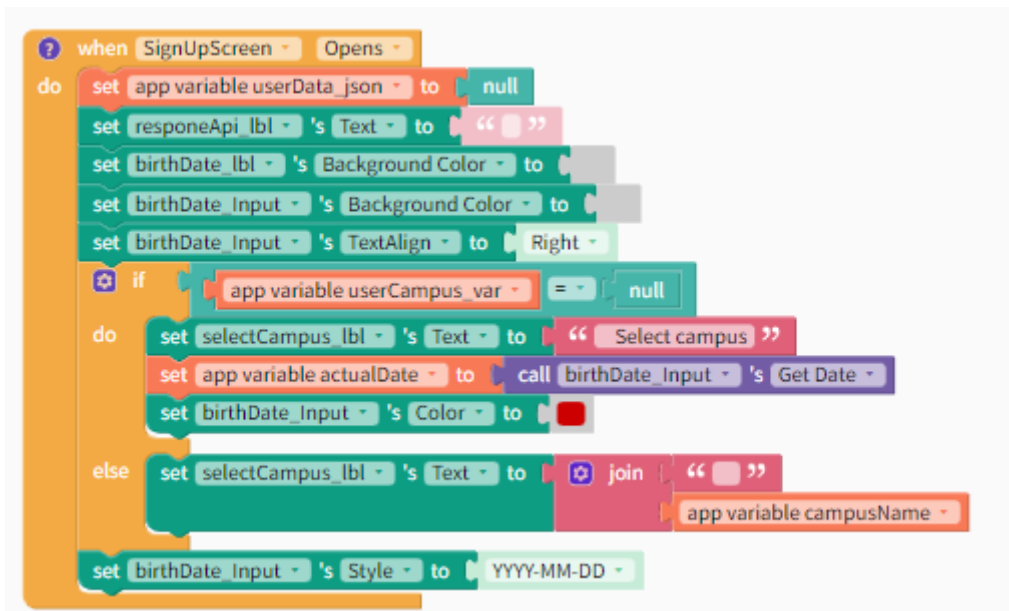 ? when SignUpScreen Opens
do set app variable userData_json to null
set responeApi_lbl 's Text to “ ”
set birthDate_lbl 's Background Color to
set birthDate_Input 's Background Color to
set birthDate_Input 's TextAlign to Right
if app variable userCampus_var = null
do set selectCampus_lbl 's Text to “ Select campus ”
set app variable actualDate to call birthDate_Input 's Get Date
set birthDate_Input 's Color to
else set selectCampus_lbl 's Text to join “ ”
app variable campusName
set birthDate_Input 's Style to YYYY-MM-DD